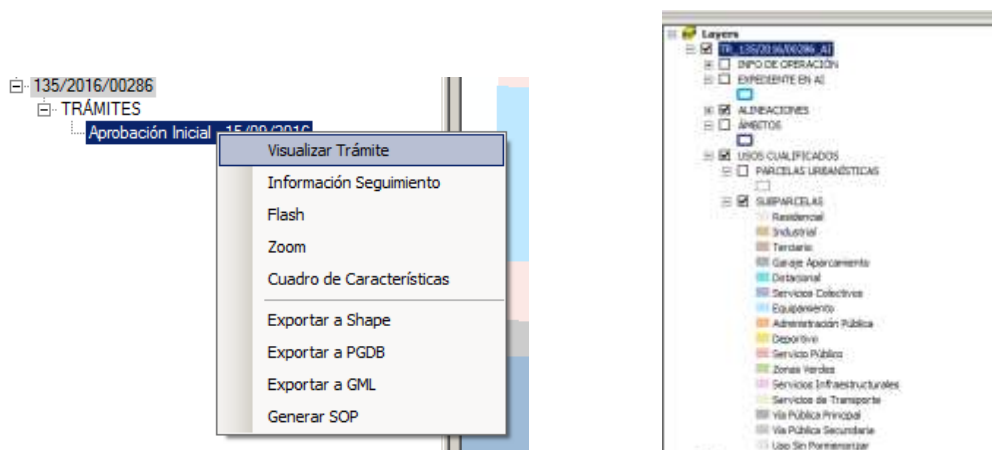 135/2016/00286
TRÁMITES
Aprobación Inicial - 15/09/2016
Visualizar Trámite
Información Seguimiento
Flash
Zoom
Cuadro de Características
Exportar a Shape
Exportar a PGDB
Exportar a GML
Generar SOP
Layers
TR_135/2016/00286_AI
INFO DE OPERACIÓN
EXPEDIENTE EN AI
ALINEACIONES
ÁMBITOS
USOS CUALIFICADOS
PARCELAS URBANÍSTICAS
SUBPARCELAS
Residencial
Industrial
Terciario
Garaje Aparcamiento
Dotacional
Servicios Colectivos
Equipamiento
Administración Pública
Deportivo
Servicio Público
Zonas Verdes
Servicios Infraestructurales
Servicios de Transporte
Vía Pública Principal
Vía Pública Secundaria
Uso Sin Pormenorizar